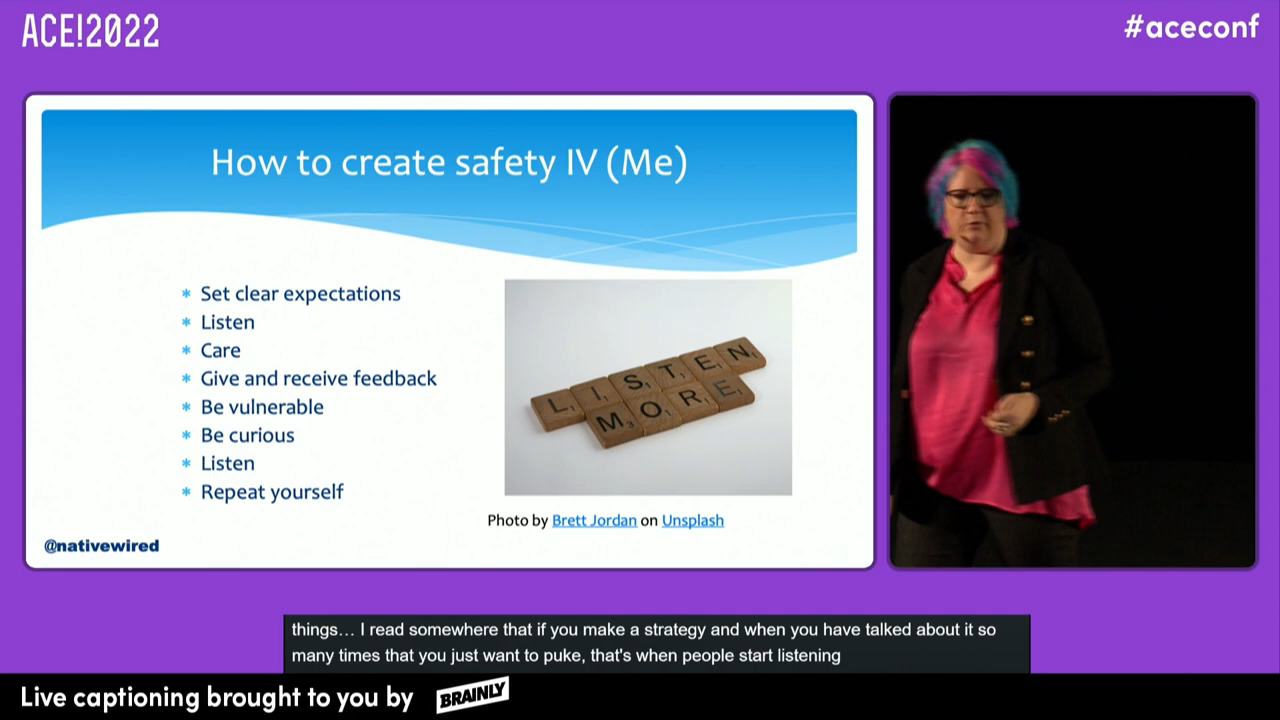 ACE!2022
#aceconf
How to create safety IV (Me)
* Set clear expectations
* Listen
* Care
* Give and receive feedback
* Be vulnerable
* Be curious
* Listen
* Repeat yourself
LISTEN
MORE
Photo by Brett Jordan on Unsplash
@nativewired
things... I read somewhere that if you make a strategy and when you have talked about it so
many times that you just want to puke, that's when people start listening
Live captioning brought to you by BRAINLY